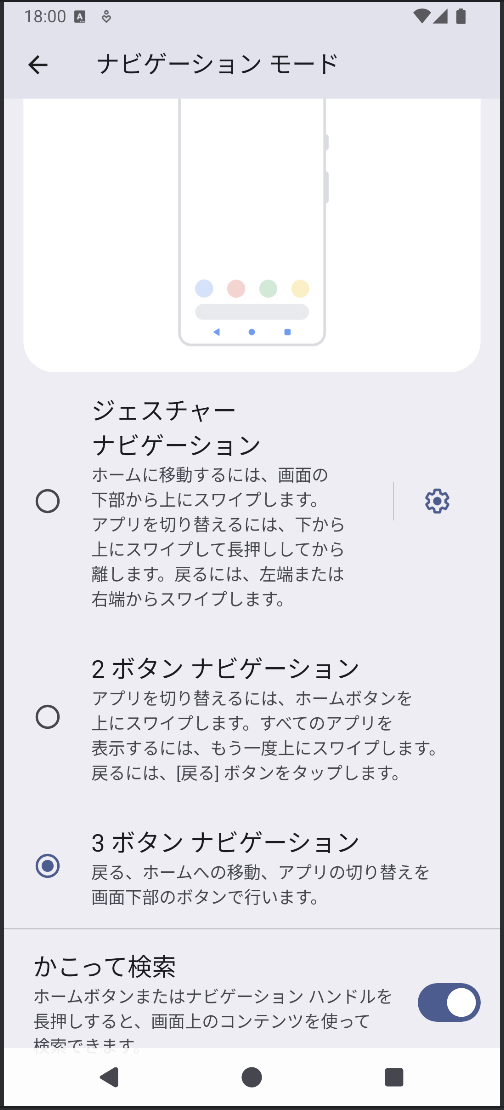 18:00 A
ナビゲーション モード
ジェスチャー
ナビゲーション
ホームに移動するには、画面の
下部から上にスワイプします。
アプリを切り替えるには、下から
上にスワイプして長押ししてから
離します。戻るには、左端または
右端からスワイプします。
2 ボタン ナビゲーション
アプリを切り替えるには、ホームボタンを
上にスワイプします。すべてのアプリを
表示するには、もう一度上にスワイプします。
戻るには、[戻る] ボタンをタップします。
3 ボタン ナビゲーション
戻る、ホームへの移動、アプリの切り替えを
画面下部のボタンで行います。
かこって検索
ホームボタンまたはナビゲーション ハンドルを
長押しすると、画面上のコンテンツを使って
検索できます。